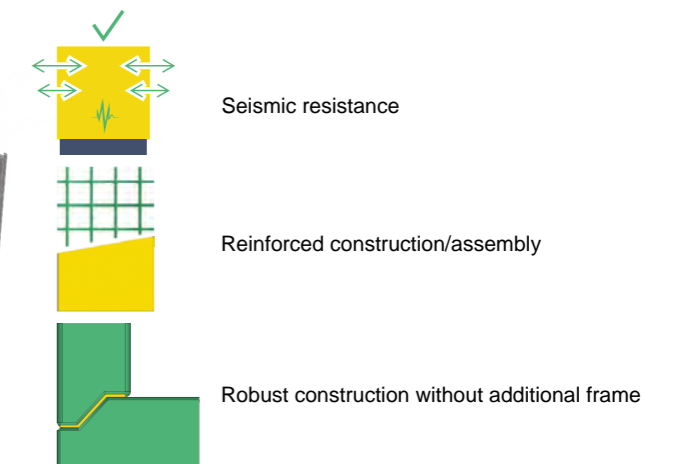 Seismic resistance
Reinforced construction/assembly
Robust construction without additional frame